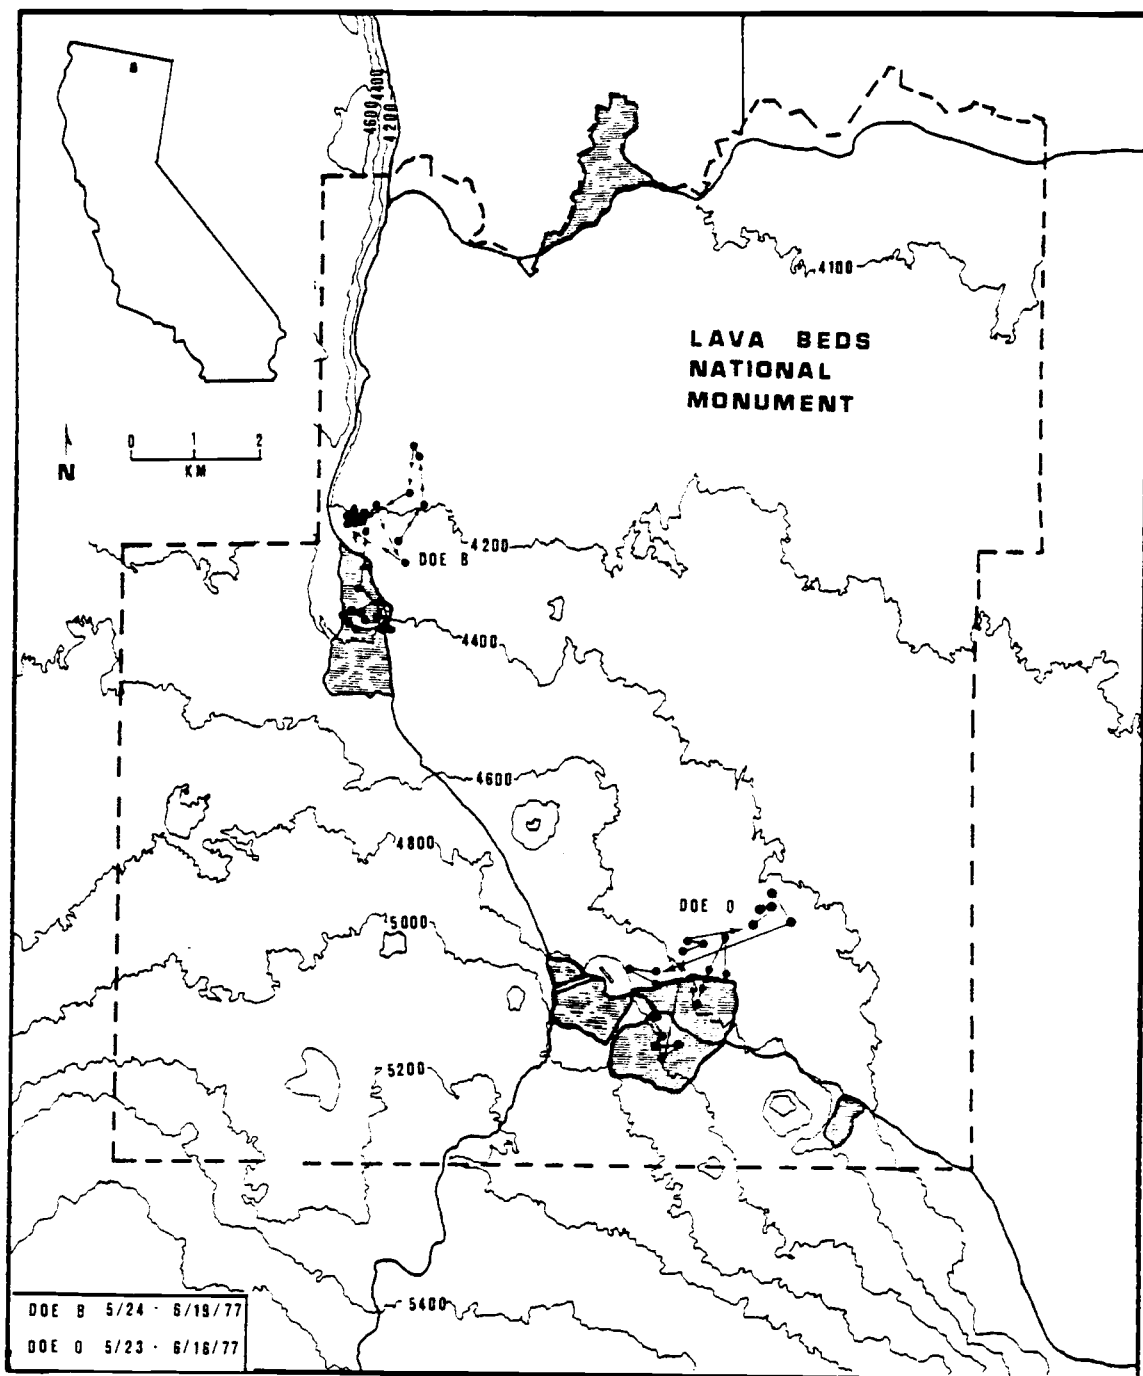 4600
4400
4200
4100
LAVA BEDS
NATIONAL
MONUMENT
0 1 2
KM
N
4200
DOE B
4400
4600
4800
DOE O
5000
5200
5400
DOE B 5/24 - 6/19/77
DOE O 5/23 - 6/16/77